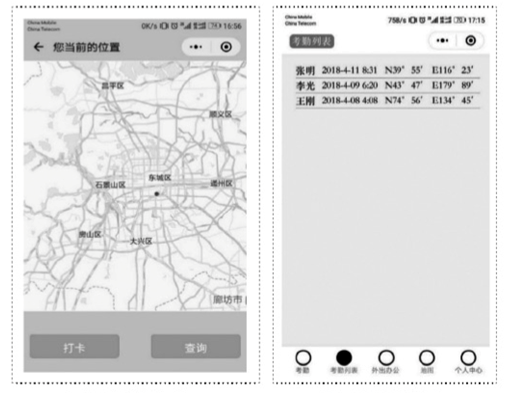 China Mobile
China Telecom
0K/s 16:56
您当前的位置
昌平区
顺义区
石景山区
东城区
通州区
房山区
大兴区
廊坊市
打卡
查询
China Mobile
China Telecom
758/s 17:15
考勤列表
张明 2018-4-11 8:31 N39° 55′ E116° 23′
李光 2018-4-09 6:20 N43° 47′ E179° 89′
王刚 2018-4-08 4:08 N74° 56′ E134° 45′
考勤
考勤列表
外出办公
地图
个人中心